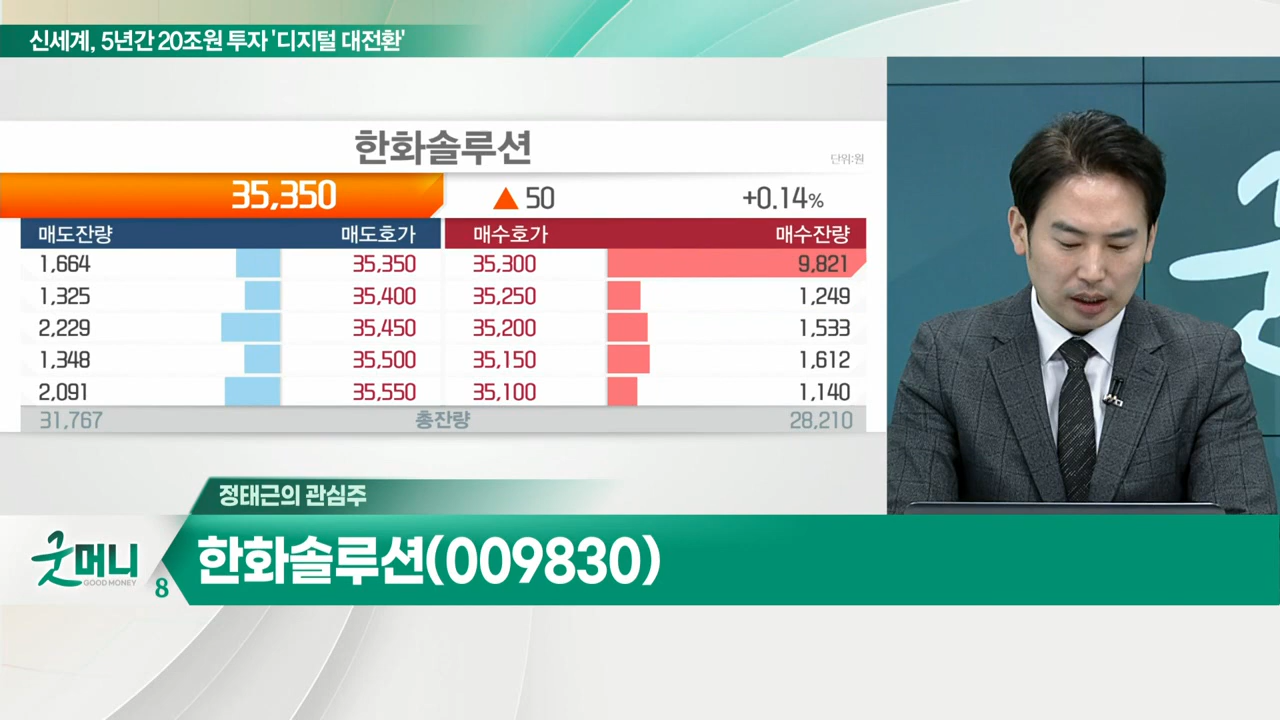 신세계, 5년간 20조원 투자 '디지털 대전환'
한화솔루션
단위:원
35,350 ▲ 50 +0.14%
매도잔량 매도호가 매수호가 매수잔량
1,664 35,350 35,300 9,821
1,325 35,400 35,250 1,249
2,229 35,450 35,200 1,533
1,348 35,500 35,150 1,612
2,091 35,550 35,100 1,140
31,767 총잔량 28,210
정태근의 관심주
굿머니
GOOD MONEY
8
한화솔루션(009830)